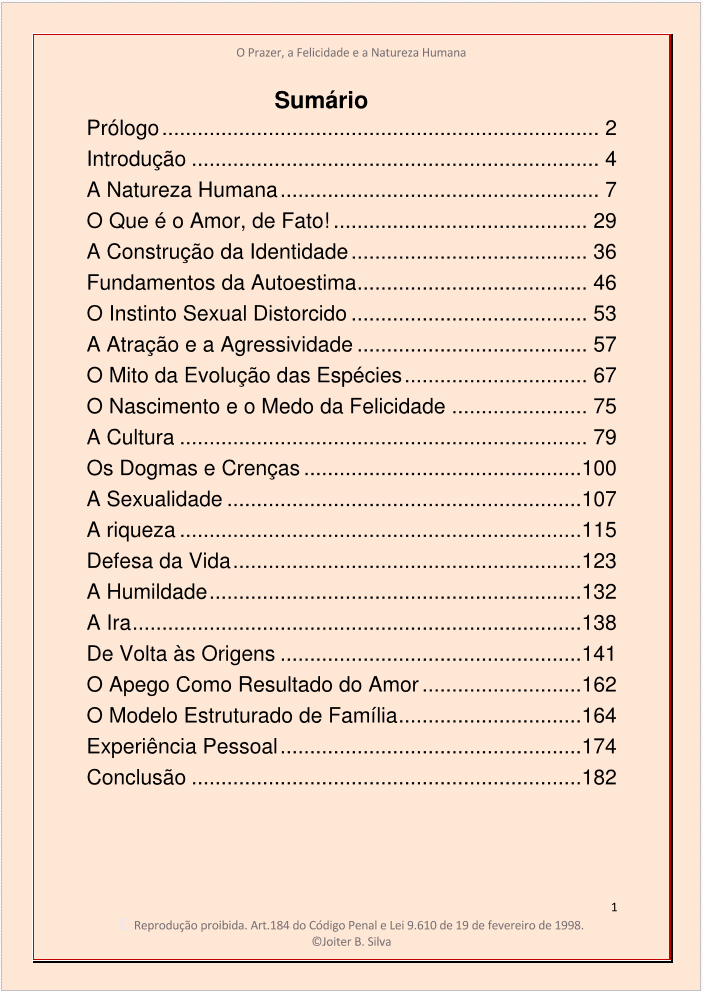 O Prazer, a Felicidade e a Natureza Humana
Sumário
Prólogo.......................................................................... 2
Introdução ..................................................................... 4
A Natureza Humana...................................................... 7
O Que é o Amor, de Fato! ........................................... 29
A Construção da Identidade........................................ 36
Fundamentos da Autoestima....................................... 46
O Instinto Sexual Distorcido ........................................ 53
A Atração e a Agressividade ....................................... 57
O Mito da Evolução das Espécies............................... 67
O Nascimento e o Medo da Felicidade ....................... 75
A Cultura ..................................................................... 79
Os Dogmas e Crenças ...............................................100
A Sexualidade ............................................................107
A riqueza ....................................................................115
Defesa da Vida...........................................................123
A Humildade...............................................................132
A Ira............................................................................138
De Volta às Origens ...................................................141
O Apego Como Resultado do Amor...........................162
O Modelo Estruturado de Família...............................164
Experiência Pessoal...................................................174
Conclusão ..................................................................182
1
Reprodução proibida. Art.184 do Código Penal e Lei 9.610 de 19 de fevereiro de 1998.
©Joiter B. Silva